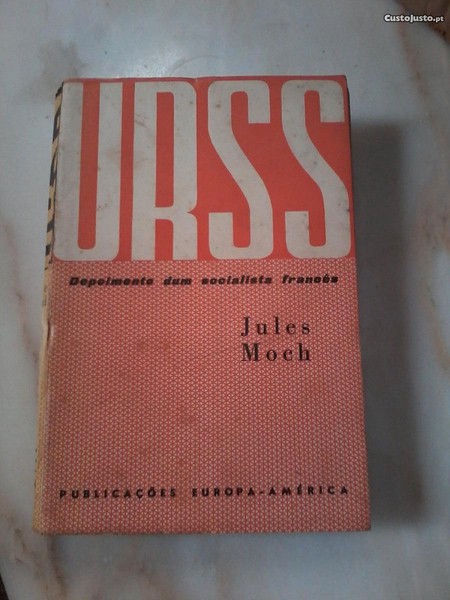 CustoJusto.pt
URSS
Depoimento dum socialista francês
Jules
Moch
PUBLICAÇÕES EUROPA-AMÉRICA